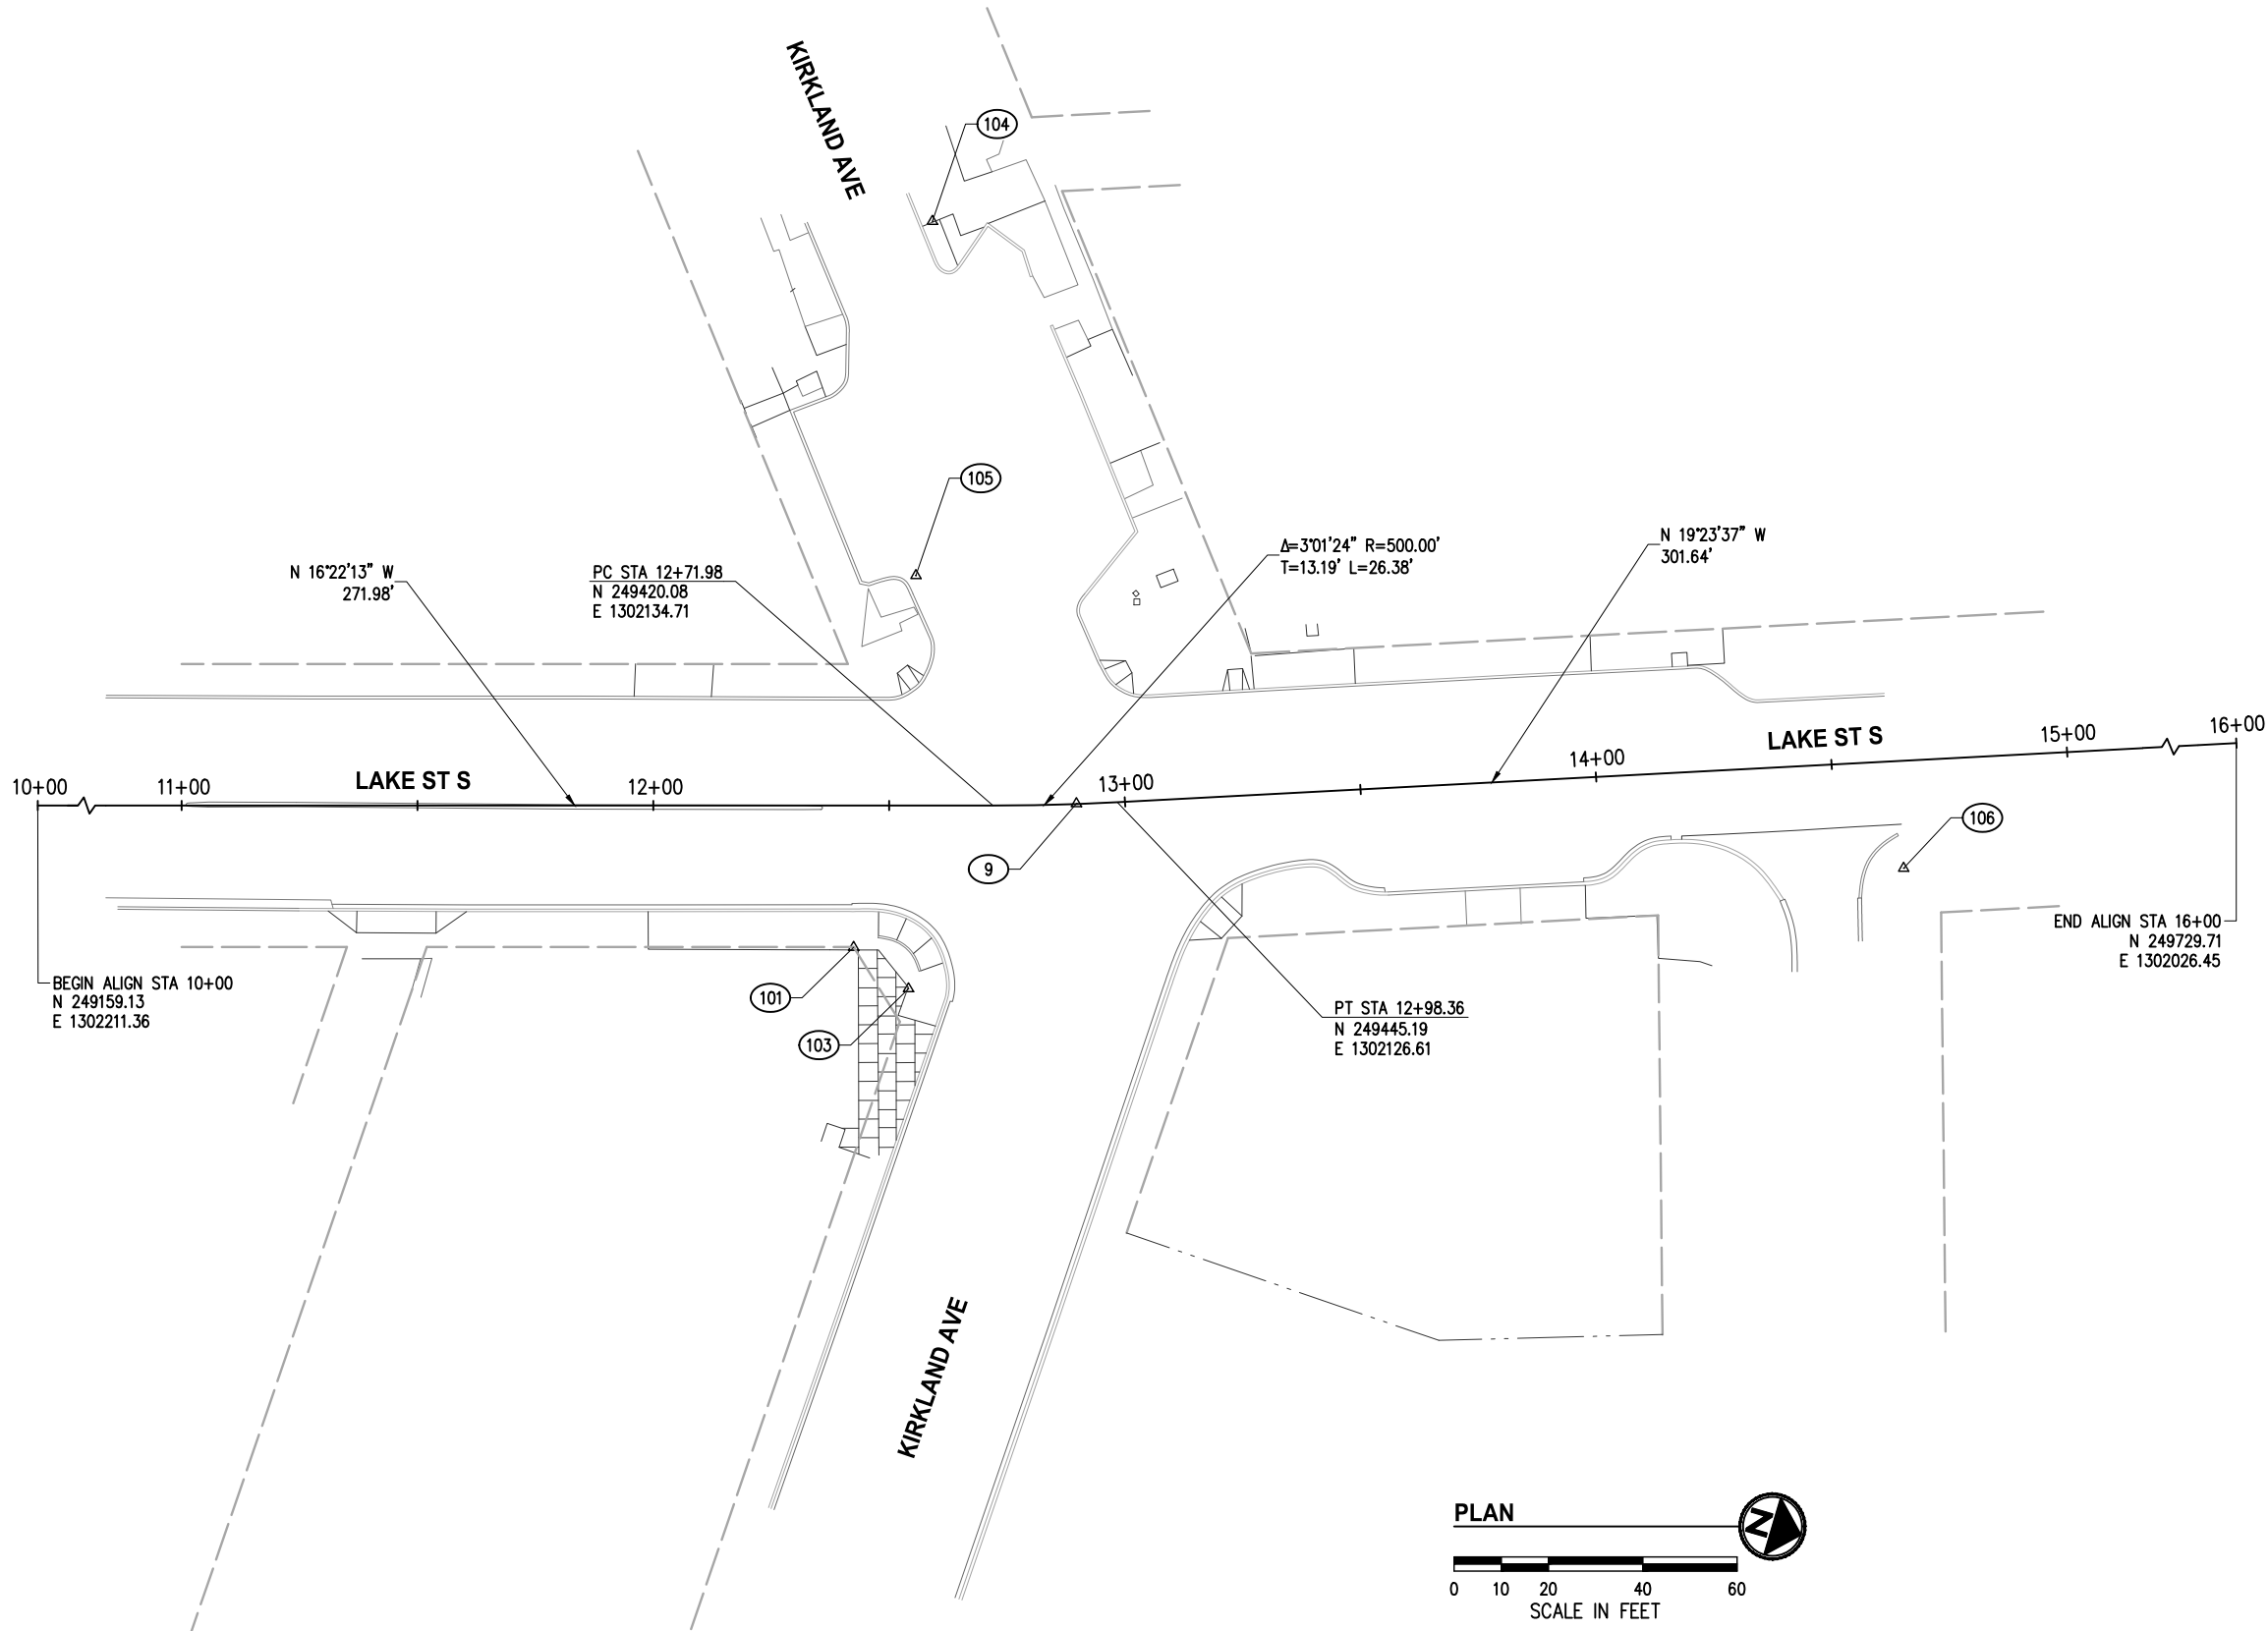 KIRKLAND AVE
104
105
N 16°22'13" W
271.98'
PC STA 12+71.98
N 249420.08
E 1302134.71
Δ=3°01'24" R=500.00'
T=13.19' L=26.38'
N 19°23'37" W
301.64'
10+00
11+00
LAKE ST S
12+00
13+00
14+00
LAKE ST S
15+00
16+00
9
106
101
103
BEGIN ALIGN STA 10+00
N 249159.13
E 1302211.36
PT STA 12+98.36
N 249445.19
E 1302126.61
END ALIGN STA 16+00
N 249729.71
E 1302026.45
KIRKLAND AVE
PLAN
N
0 10 20 40 60
SCALE IN FEET